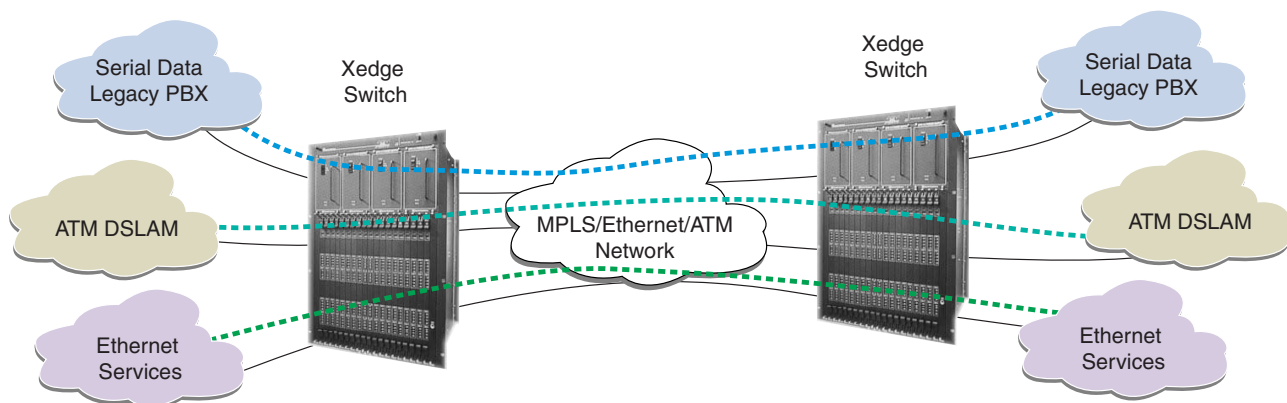 Serial Data
Legacy PBX
Xedge
Switch
Xedge
Switch
Serial Data
Legacy PBX
ATM DSLAM
MPLS/Ethernet/ATM
Network
ATM DSLAM
Ethernet
Services
Ethernet
Services